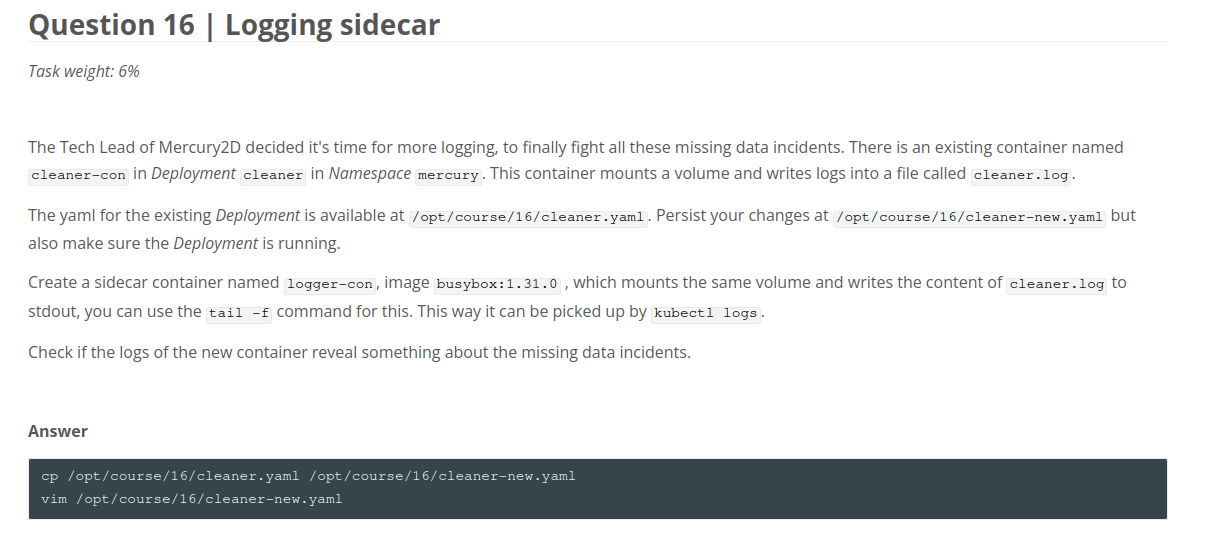 Question 16 | Logging sidecar
Task weight: 6%
The Tech Lead of Mercury2D decided it's time for more logging, to finally fight all these missing data incidents. There is an existing container named
cleaner-con in Deployment cleaner in Namespace mercury. This container mounts a volume and writes logs into a file called cleaner.log.
The yaml for the existing Deployment is available at /opt/course/16/cleaner.yaml. Persist your changes at /opt/course/16/cleaner-new.yaml but
also make sure the Deployment is running.
Create a sidecar container named logger-con, image busybox:1.31.0 , which mounts the same volume and writes the content of cleaner.log to
stdout, you can use the tail -f command for this. This way it can be picked up by kubectl logs.
Check if the logs of the new container reveal something about the missing data incidents.
Answer
cp /opt/course/16/cleaner.yaml /opt/course/16/cleaner-new.yaml
vim /opt/course/16/cleaner-new.yaml